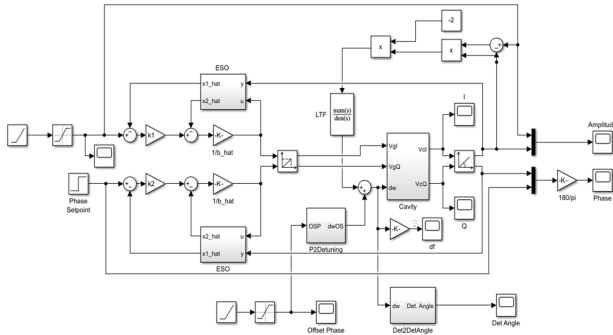 -2
x
x
ESO
x1_hat y
x2_hat u
LTF
num(s)
den(s)
I
k1
-K-
1/b_hat
VgI VcI
VgQ VcQ
dw
Cavity
Amplitud
k2
-K-
1/b_hat
Phase
Setpoint
-K-
180/pi
Phase
x2_hat u
x1_hat y
ESO
OSP dwOS
P2Detuning
-K-
df
Q
Offset Phase
dw Det. Angle
Det2DetAngle
Det Angle